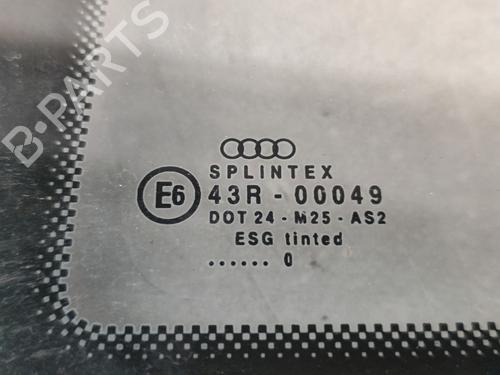 B-PARTS
SPLINTEX
E6 43R - 00049
DOT 24 - M25 - AS2
ESG tinted
...... 0